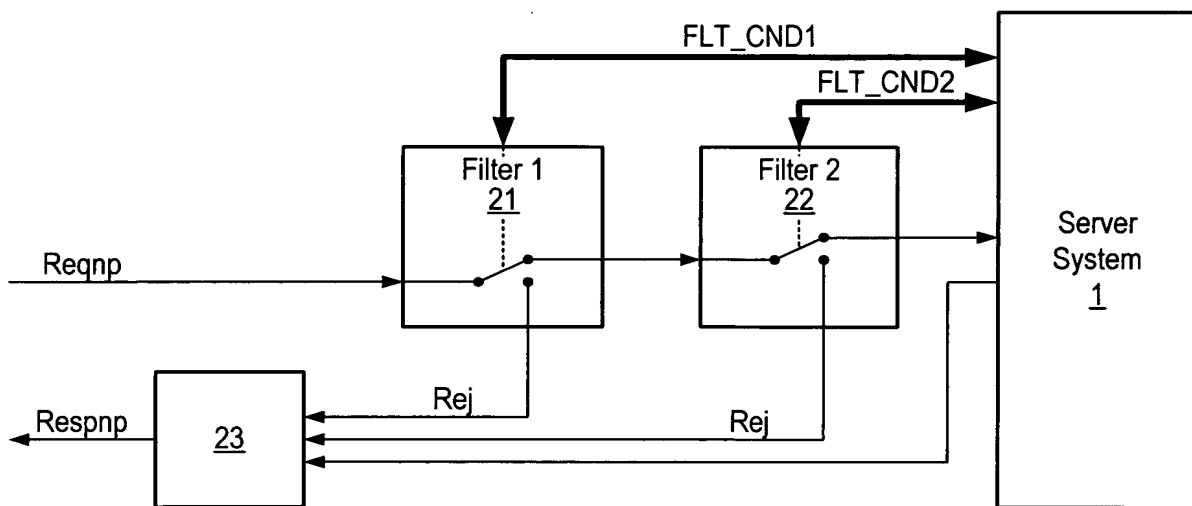 FLT_CND1
FLT_CND2
Filter 1
21
Filter 2
22
Server
System
1
Reqnp
Rej
Rej
Respnp
23